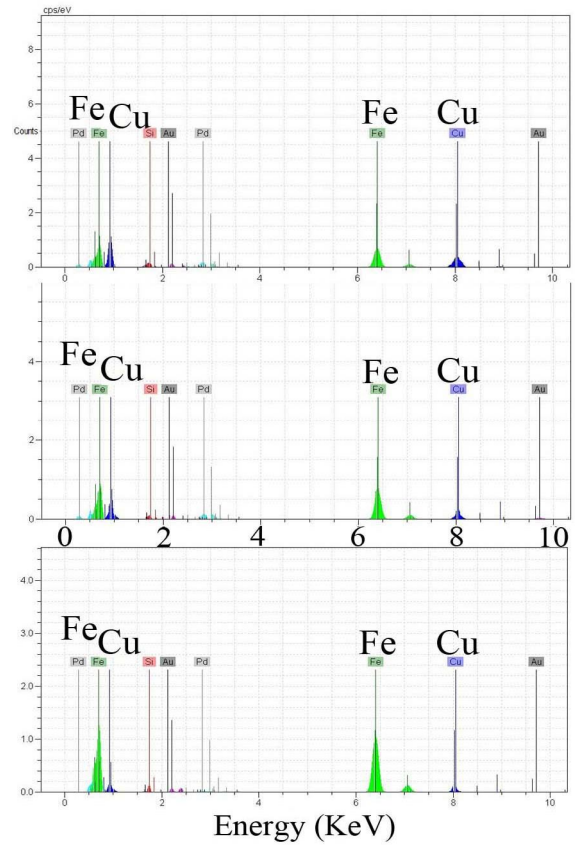 cps/eV
8
6
Fe Cu Fe Cu
Counts Pd Fe Si Au Pd Fe Cu Au
4
2
0
0 2 4 6 8 10
Fe Cu Fe Cu
4
Pd Fe Si Au Pd Fe Cu Au
2
0
0 2 4 6 8 10
4.0
3.0
Fe Cu Fe Cu
Pd Fe Si Au Pd Fe Cu Au
2.0
1.0
0.0
0 2 4 6 8 10
Energy (KeV)